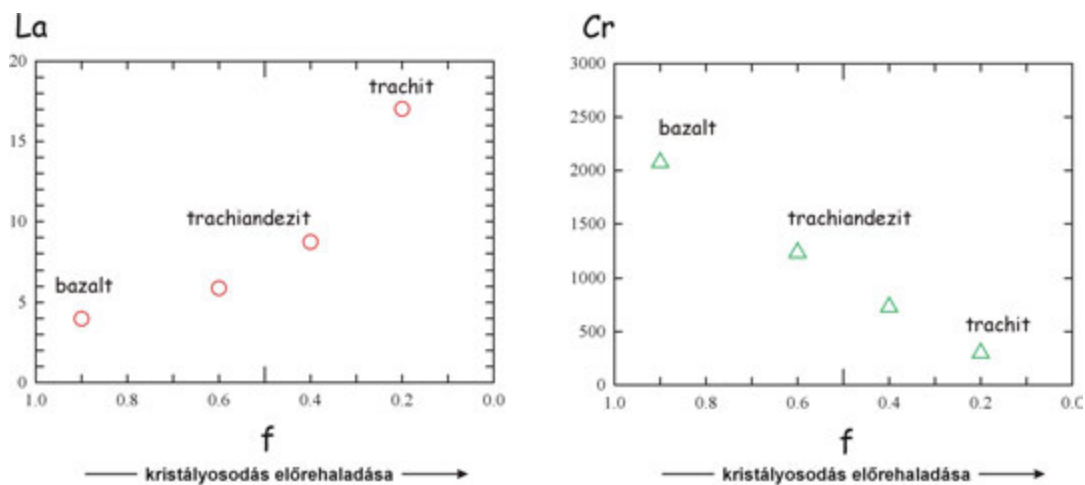 La
20
trachit
15
trachiandezit
10
bazalt
5
0
1.0 0.8 0.6 0.4 0.2 0.0
f
kristályosodás előrehaladása
Cr
3000
2500
bazalt
2000
trachiandezit
1500
1000
trachit
500
0
1.0 0.8 0.6 0.4 0.2 0.0
f
kristályosodás előrehaladása